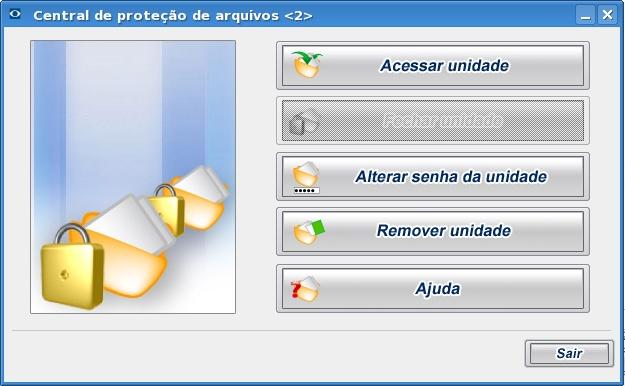 Central de proteção de arquivos <2>
Acessar unidade
Fechar unidade
Alterar senha da unidade
Remover unidade
Ajuda
Sair